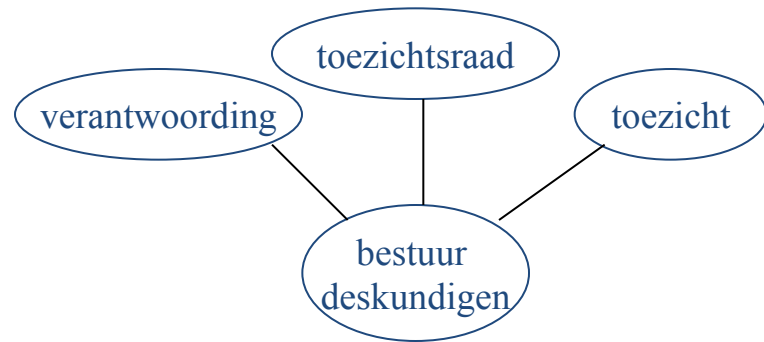 toezichtsraad
verantwoording
toezicht
bestuur
deskundigen